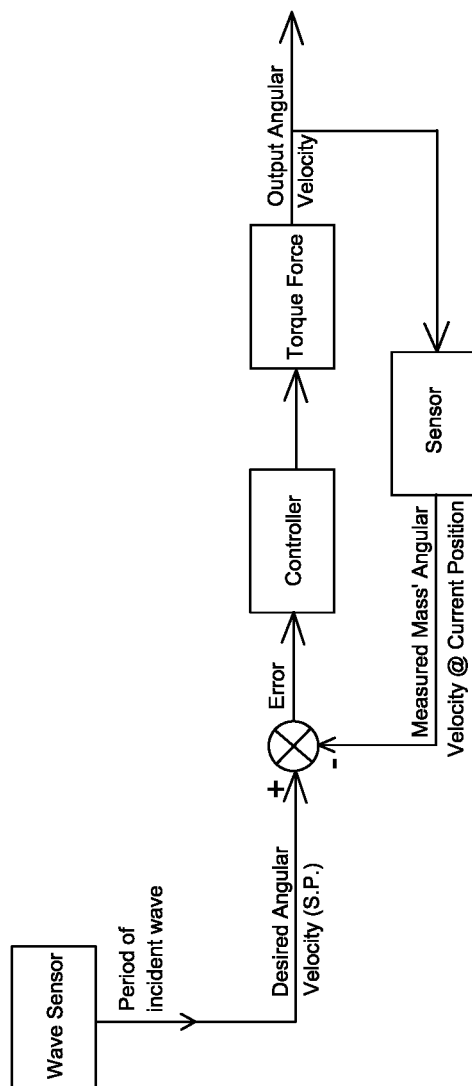 Wave Sensor
Period of
incident wave
Desired Angular
Velocity (S.P.)
+
-
Error
Controller
Torque Force
Output Angular
Velocity
Sensor
Measured Mass' Angular
Velocity @ Current Position